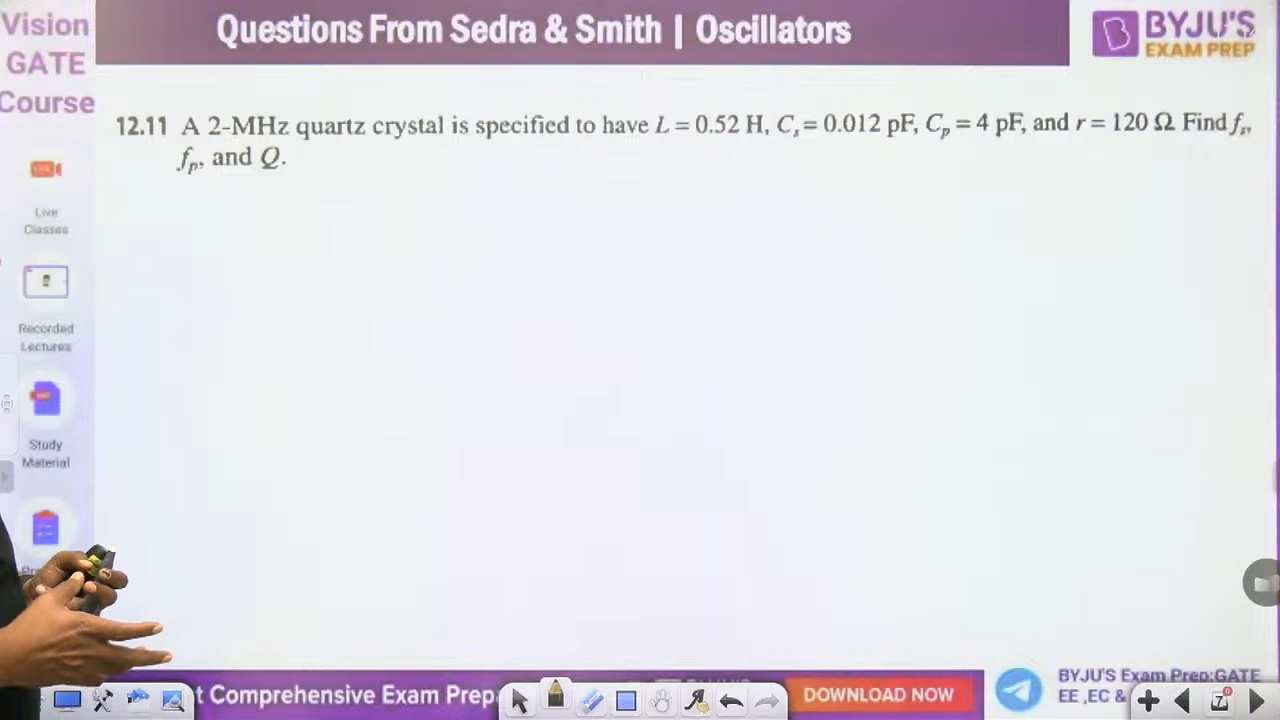 Vision
GATE
Course
Questions From Sedra & Smith | Oscillators
BYJU'S
EXAM PREP
12.11 A 2-MHz quartz crystal is specified to have L = 0.52 H, Cs = 0.012 pF, Cp = 4 pF, and r = 120 Ω. Find fs,
fp, and Q.
Live
Classes
Recorded
Lectures
Study
Material
t Comprehensive Exam Prep
DOWNLOAD NOW
BYJU'S Exam Prep:GATE
EE ,EC &